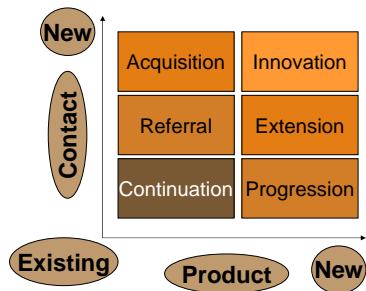 New
Acquisition Innovation
Contact
Referral Extension
Continuation Progression
Existing
Product
New